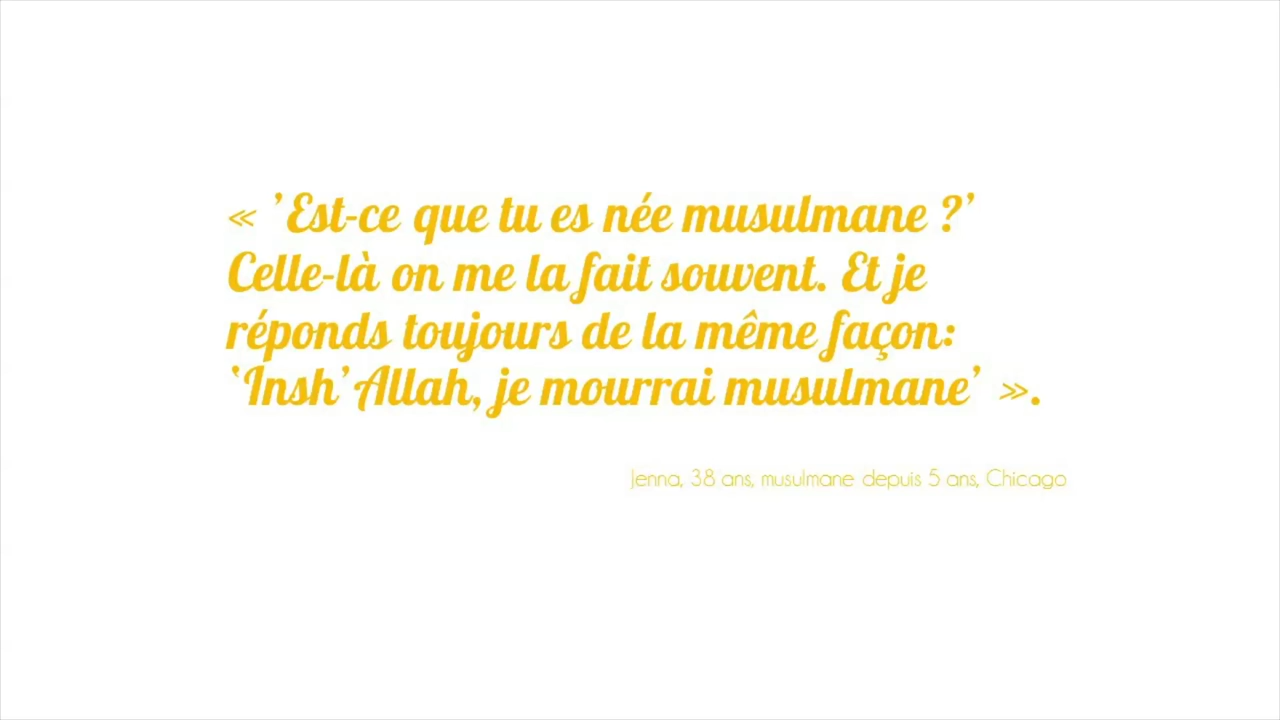 « ’Est-ce que tu es née musulmane ?’
Celle-là on me la fait souvent. Et je
réponds toujours de la même façon:
‘Insh’Allah, je mourrai musulmane’ ».
Jenna, 38 ans, musulmane depuis 5 ans, Chicago